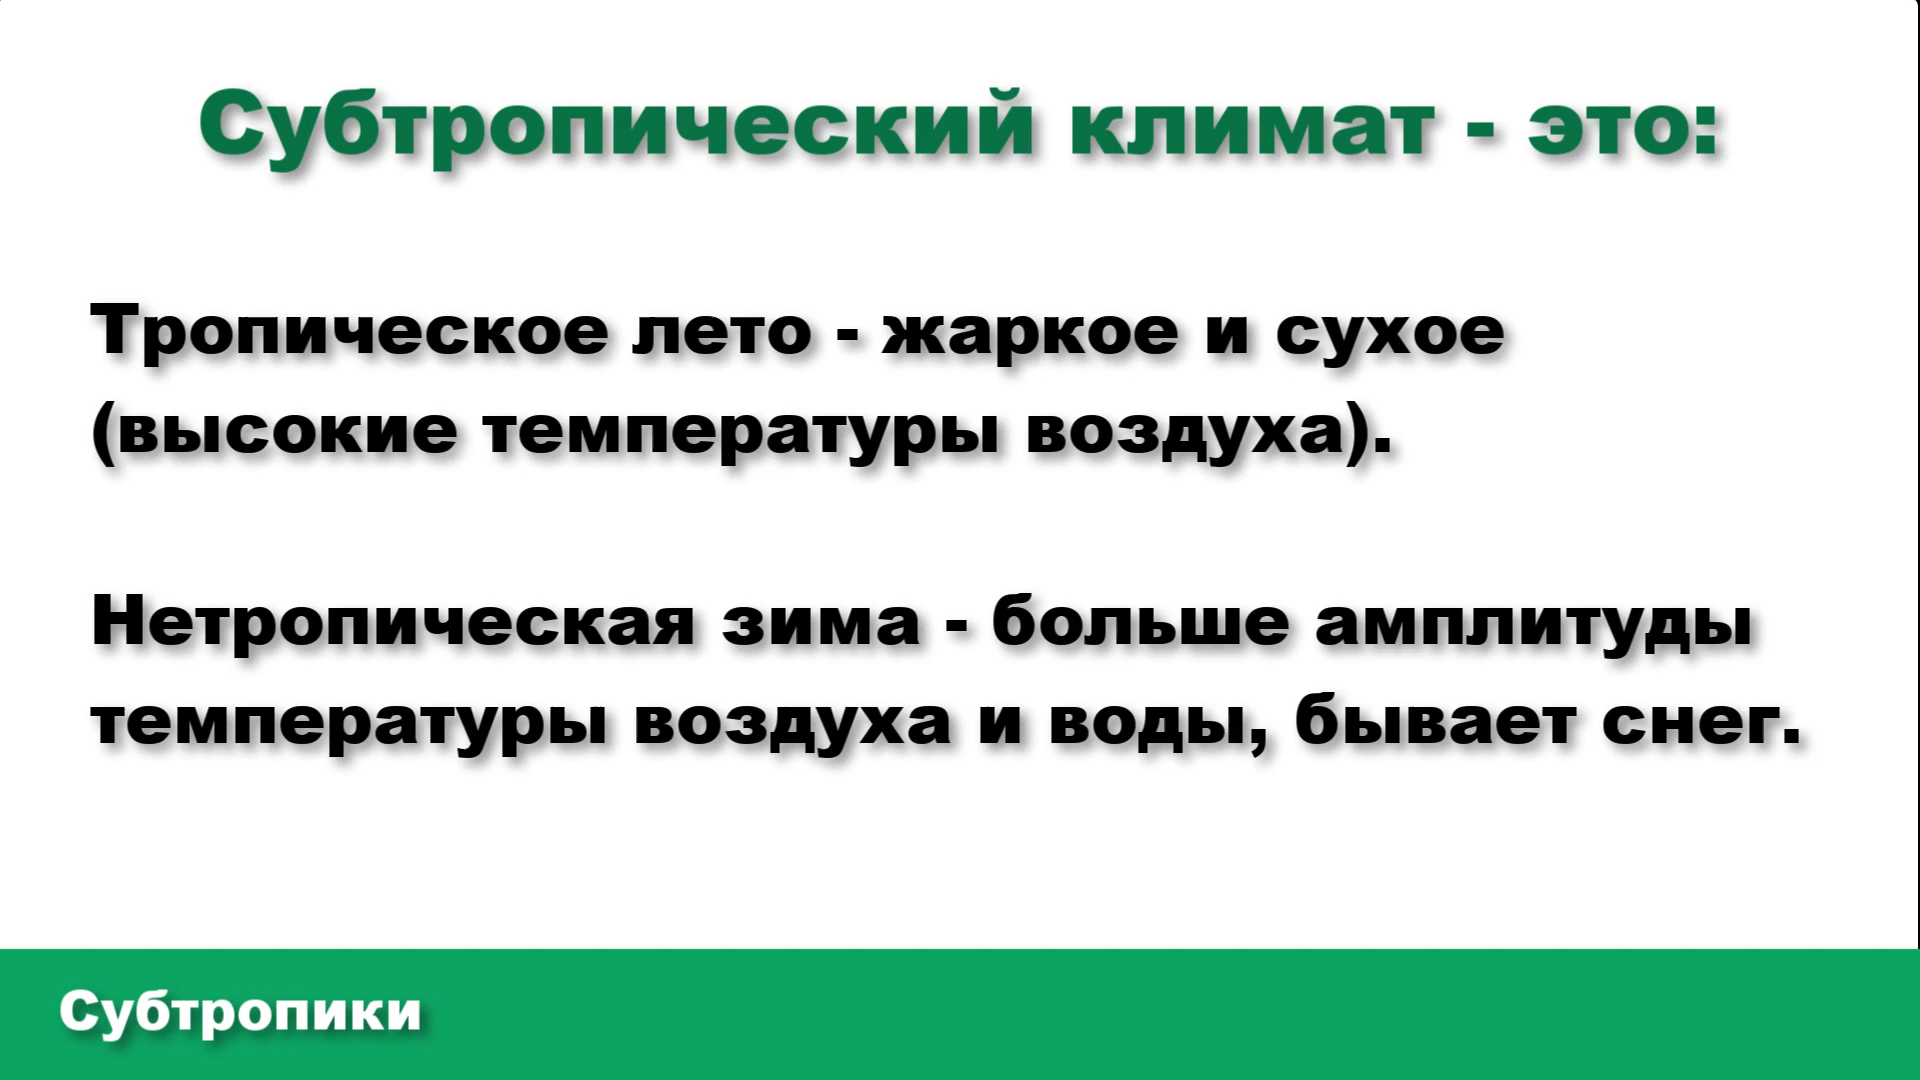 Субтропический климат - это:
Тропическое лето - жаркое и сухое
(высокие температуры воздуха).
Нетропическая зима - больше амплитуды
температуры воздуха и воды, бывает снег.
Субтропики